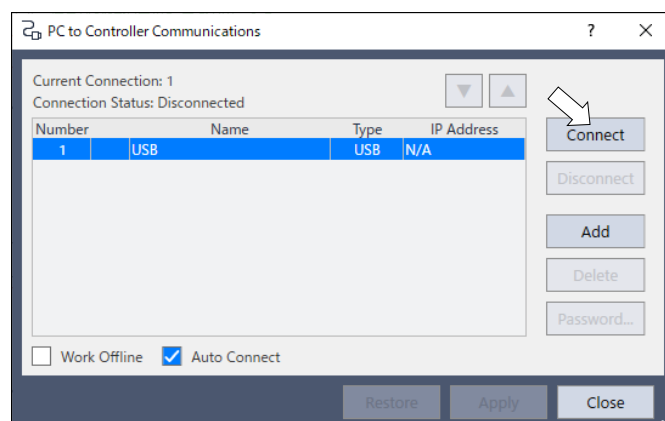 PC to Controller Communications ? ×
Current Connection: 1
Connection Status: Disconnected
▼ ▲
Number Name Type IP Address
1 USB USB N/A
Connect
Disconnect
Add
Delete
Password...
Work Offline Auto Connect
Restore Apply Close